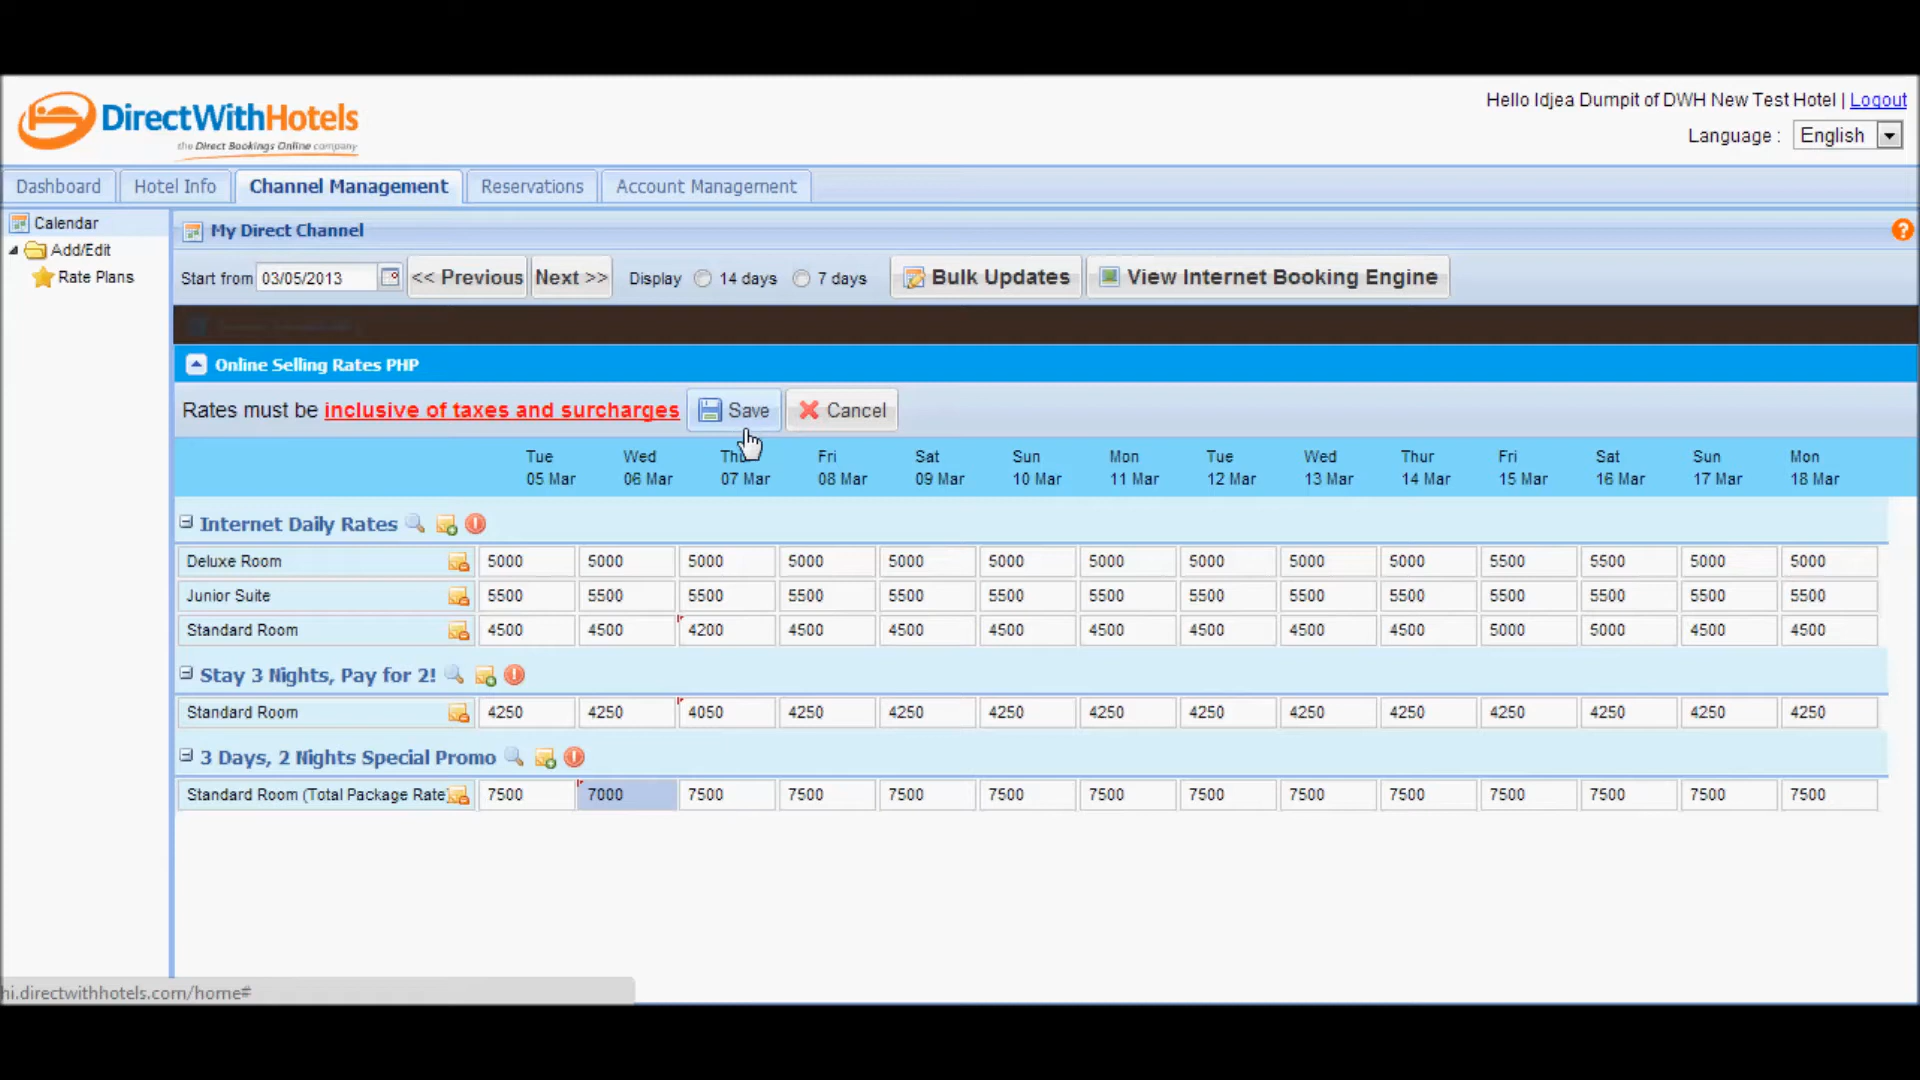 DirectWithHotels
the Direct Bookings Online company
Hello Idjea Dumpit of DWH New Test Hotel | Logout
Language : English
Dashboard Hotel Info Channel Management Reservations Account Management
Calendar
Add/Edit
Rate Plans
My Direct Channel
Start from 03/05/2013 << Previous Next >> Display 14 days 7 days Bulk Updates View Internet Booking Engine
Online Selling Rates PHP
Rates must be inclusive of taxes and surcharges Save Cancel
Tue Wed Thu Fri Sat Sun Mon Tue Wed Thur Fri Sat Sun Mon
05 Mar 06 Mar 07 Mar 08 Mar 09 Mar 10 Mar 11 Mar 12 Mar 13 Mar 14 Mar 15 Mar 16 Mar 17 Mar 18 Mar
Internet Daily Rates
Deluxe Room 5000 5000 5000 5000 5000 5000 5000 5000 5000 5000 5500 5500 5000 5000
Junior Suite 5500 5500 5500 5500 5500 5500 5500 5500 5500 5500 5500 5500 5500 5500
Standard Room 4500 4500 4200 4500 4500 4500 4500 4500 4500 4500 5000 5000 4500 4500
Stay 3 Nights, Pay for 2!
Standard Room 4250 4250 4050 4250 4250 4250 4250 4250 4250 4250 4250 4250 4250 4250
3 Days, 2 Nights Special Promo
Standard Room (Total Package Rate 7500 7000 7500 7500 7500 7500 7500 7500 7500 7500 7500 7500 7500 7500
hi.directwithhotels.com/home#